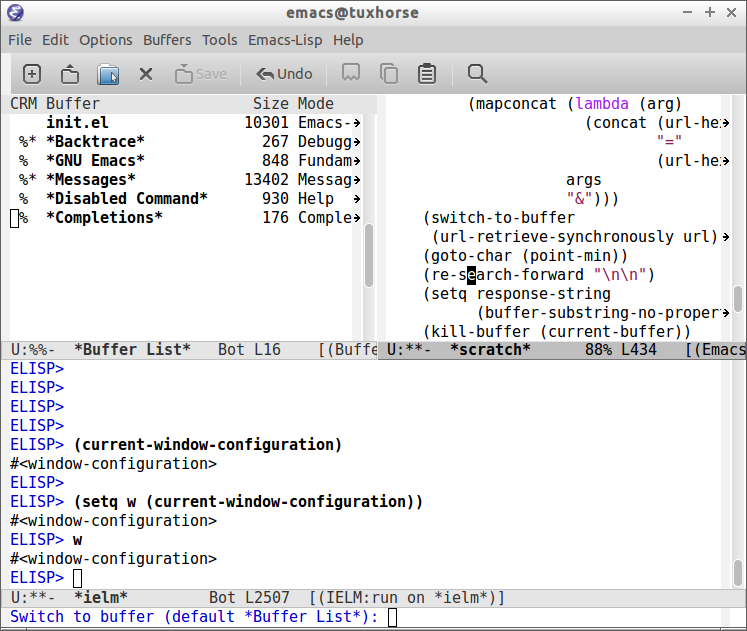 emacs@tuxhorse
File Edit Options Buffers Tools Emacs-Lisp Help
Save Undo
CRM Buffer Size Mode
init.el 10301 Emacs-
%* *Backtrace* 267 Debugg
% *GNU Emacs* 848 Fundam
%* *Messages* 13402 Messag
% *Disabled Command* 930 Help
% *Completions* 176 Comple
U:%%- *Buffer List* Bot L16 [(Buffe
(mapconcat (lambda (arg)
(concat (url-he
"="
(url-he
args
"&")))
(switch-to-buffer
(url-retrieve-synchronously url)
(goto-char (point-min))
(re-search-forward "\n\n")
(setq response-string
(buffer-substring-no-proper
(kill-buffer (current-buffer))
U:**- *scratch* 88% L434 [(Emacs
ELISP>
ELISP>
ELISP>
ELISP>
ELISP> (current-window-configuration)
#<window-configuration>
ELISP>
ELISP> (setq w (current-window-configuration))
#<window-configuration>
ELISP> w
#<window-configuration>
ELISP>
U:**- *ielm* Bot L2507 [(IELM:run on *ielm*)]
Switch to buffer (default *Buffer List*):